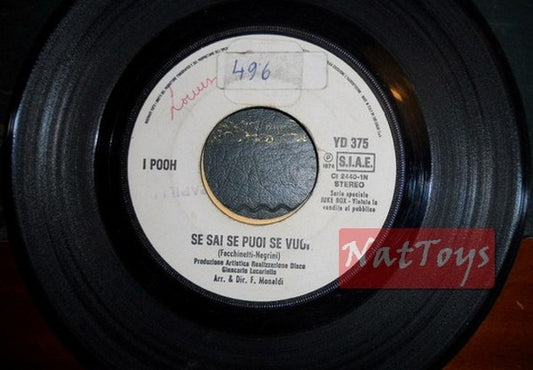 496
I POOH
YD 375
℗ 1974
S.I.A.E.
CI 2440-1N
STEREO
Serie speciale
JUKE BOX - Vietata la
vendita al pubblico
SE SAI SE PUOI SE VUOI
(Facchinetti-Negrini)
Produzione Artistica Realizzazione Disco
Giancarlo Lucariello
Arr. & Dir. F. Monaldi
NatToys